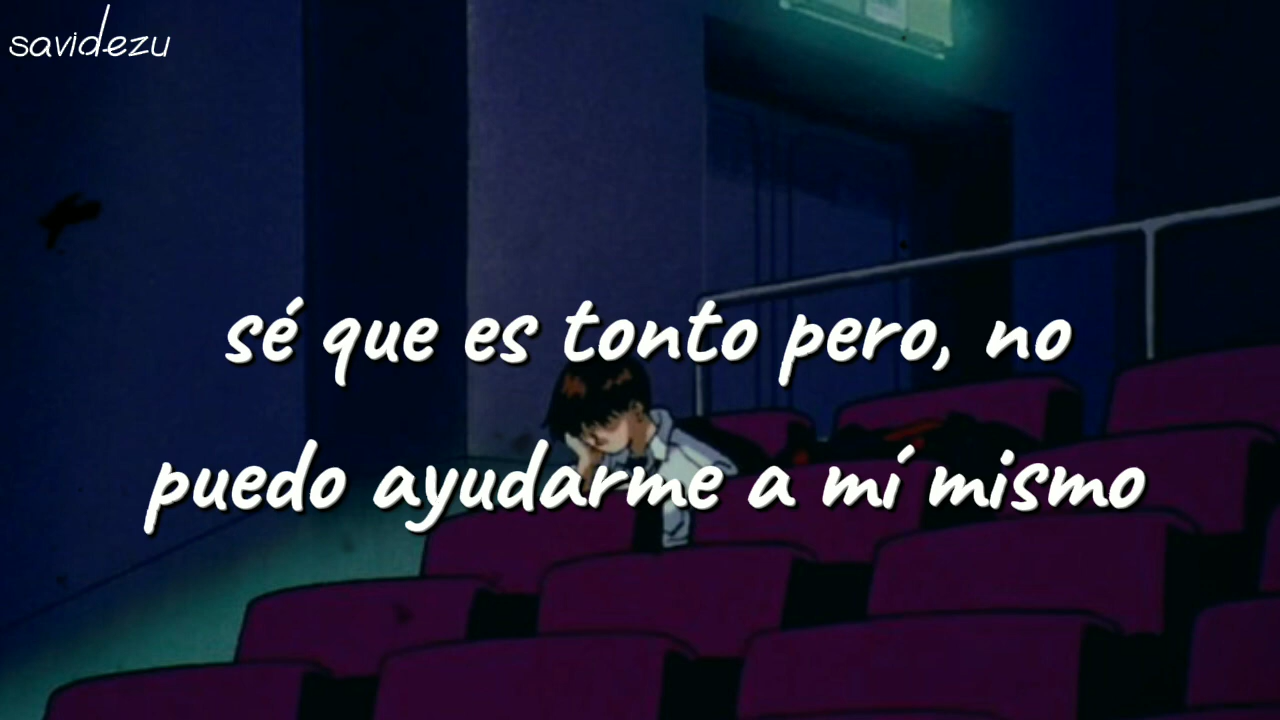 savidezu
sé que es tonto pero, no
puedo ayudarme a mí mismo